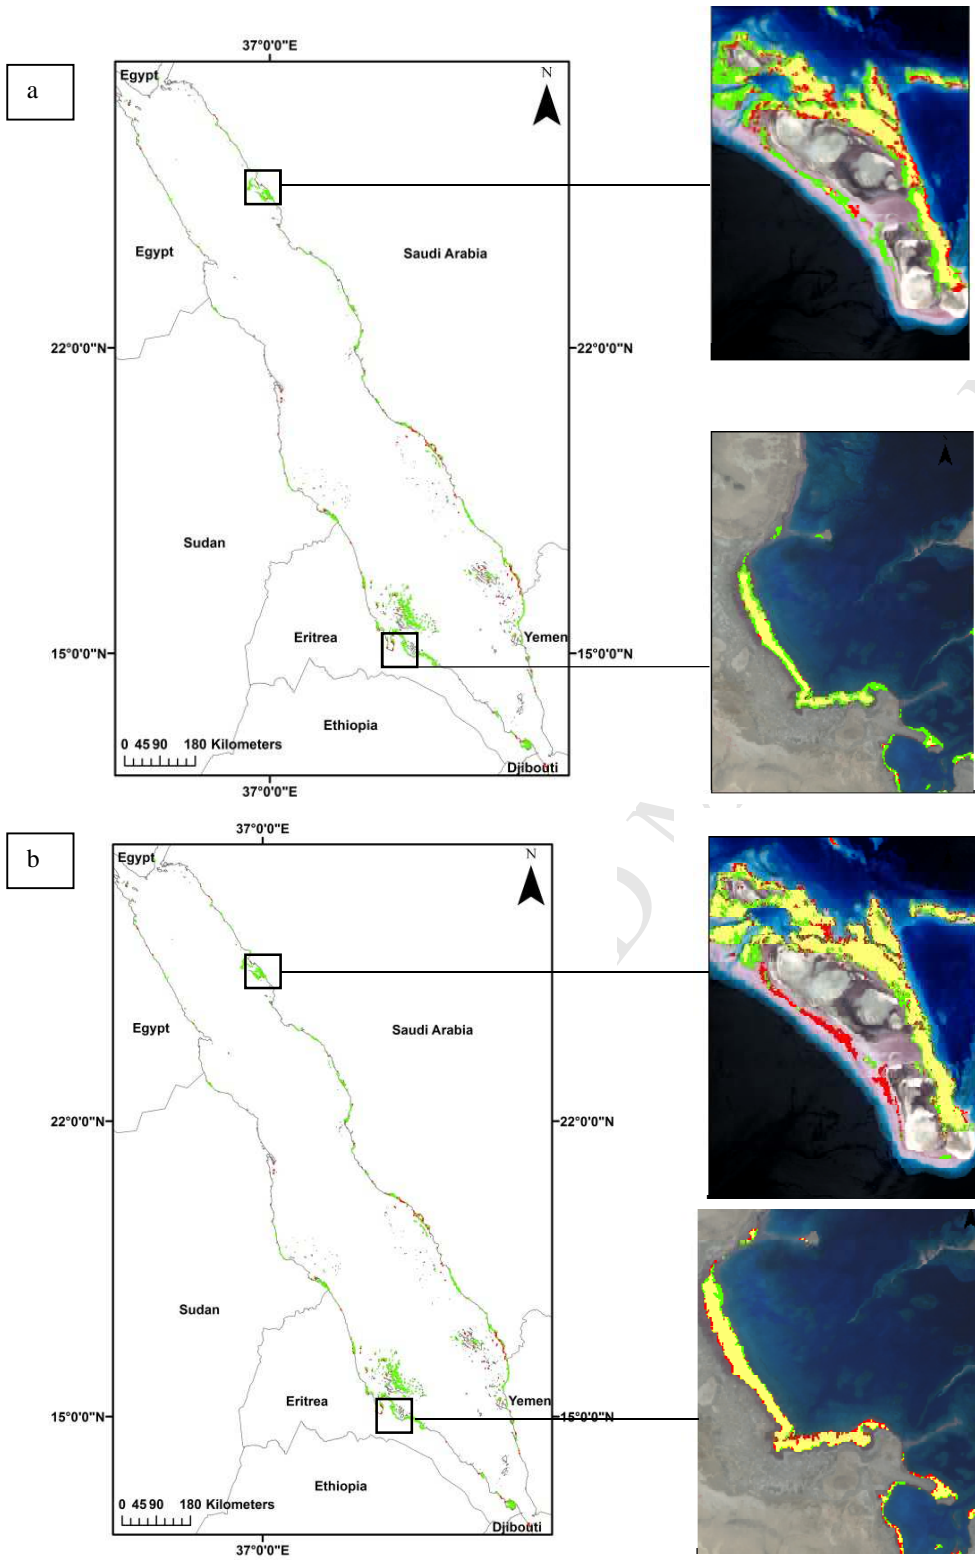 a
37°0'0"E
Egypt
N
Egypt
Saudi Arabia
22°0'0"N
22°0'0"N
Sudan
Eritrea
Yemen
15°0'0"N
15°0'0"N
Ethiopia
0 45 90 180 Kilometers
Djibouti
37°0'0"E
b
37°0'0"E
Egypt
N
Egypt
Saudi Arabia
22°0'0"N
22°0'0"N
Sudan
Eritrea
Yemen
15°0'0"N
15°0'0"N
Ethiopia
0 45 90 180 Kilometers
Djibouti
37°0'0"E